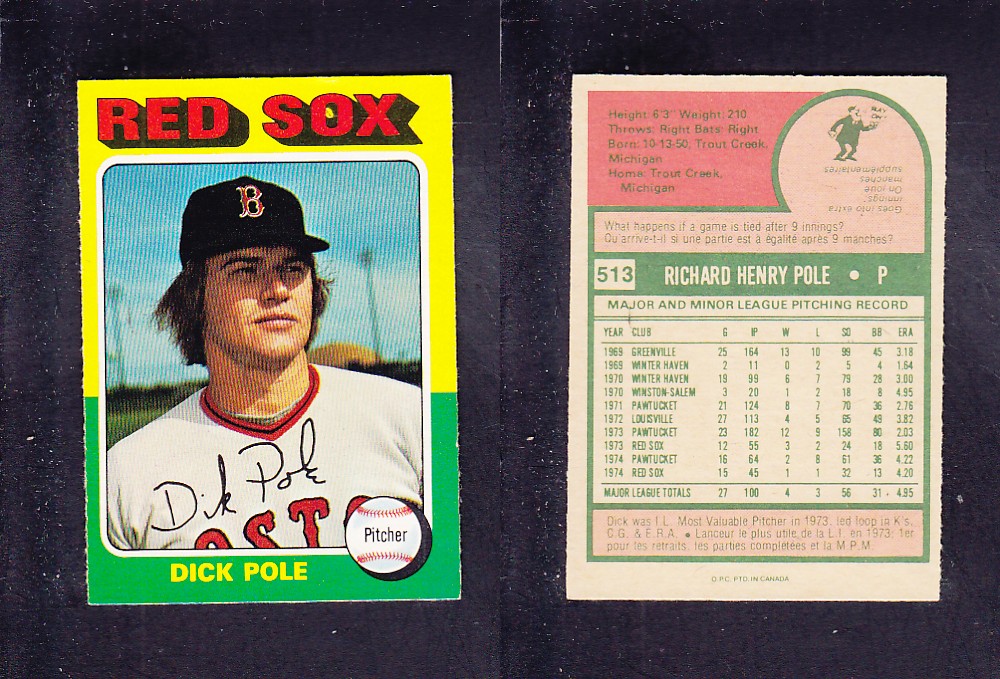 RED SOX
B
Dick Pole
OSTO
Pitcher
DICK POLE
Height: 6'3" Weight: 210
Throws: Right Bats: Right
Born: 10-13-50, Trout Creek,
Michigan
Home: Trout Creek,
Michigan
Goes into extra
innings.
On joue
manches
supplémentaires
What happens if a game is tied after 9 innings?
Qu'arrive-t-il si une partie est à égalité après 9 manches?
513 RICHARD HENRY POLE • P
MAJOR AND MINOR LEAGUE PITCHING RECORD
YEAR CLUB G IP W L SO BB ERA
1969 GREENVILLE 25 164 13 10 99 45 3.18
1969 WINTER HAVEN 2 11 0 2 5 4 1.64
1970 WINTER HAVEN 19 99 6 7 79 28 3.00
1970 WINSTON-SALEM 3 20 1 2 18 8 4.95
1971 PAWTUCKET 21 124 8 7 70 36 2.76
1972 LOUISVILLE 27 113 4 5 65 49 3.82
1973 PAWTUCKET 23 182 12 9 158 80 2.03
1973 RED SOX 12 55 3 2 24 18 5.60
1974 PAWTUCKET 16 64 2 8 61 36 4.22
1974 RED SOX 15 45 1 1 32 13 4.20
MAJOR LEAGUE TOTALS 27 100 4 3 56 31 4.95
Dick was I.L. Most Valuable Pitcher in 1973, led loop in K's,
C.G. & E.R.A. • Lanceur le plus utile de la L.I. en 1973; 1er
pour les retraits, les parties complétées et la M.P.M.
O.P.C. PTD. IN CANADA